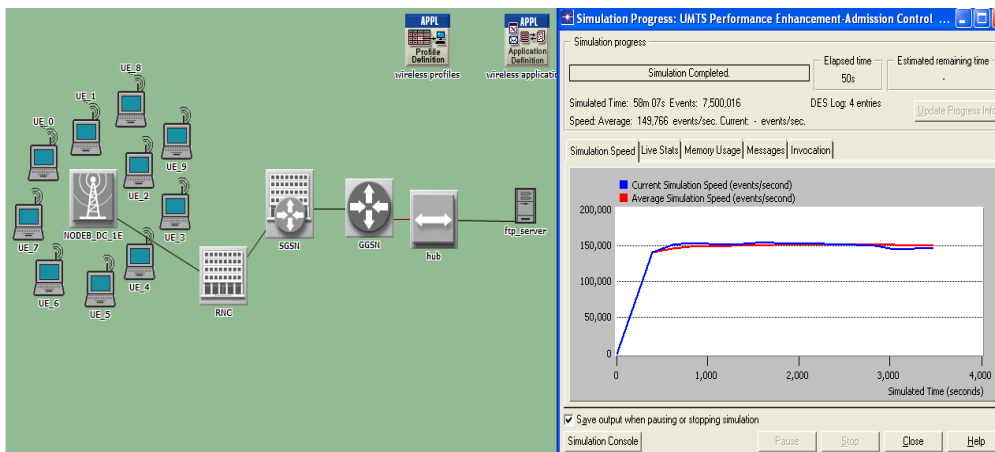 APPL
Profile
Definition
wireless profiles
APPL
Application
Definition
wireless applicatio
UE_8
UE_1
UE_0
UE_9
UE_2
NODEB_DC_1E
UE_3
UE_7
UE_4
UE_6
UE_5
RNC
SGSN
GGSN
hub
ftp_server
Simulation Progress: UMTS Performance Enhancement-Admission Control ...
Simulation progress
Simulation Completed.
Elapsed time
50s
Estimated remaining time
-
Simulated Time: 58m 07s Events: 7,500,016
DES Log: 4 entries
Update Progress Info
Speed: Average: 149,766 events/sec. Current: - events/sec.
Simulation Speed Live Stats Memory Usage Messages Invocation
Current Simulation Speed (events/second)
Average Simulation Speed (events/second)
200,000
150,000
100,000
50,000
0
0 1,000 2,000 3,000 4,000
Simulated Time (seconds)
Save output when pausing or stopping simulation
Simulation Console Pause Stop Close Help